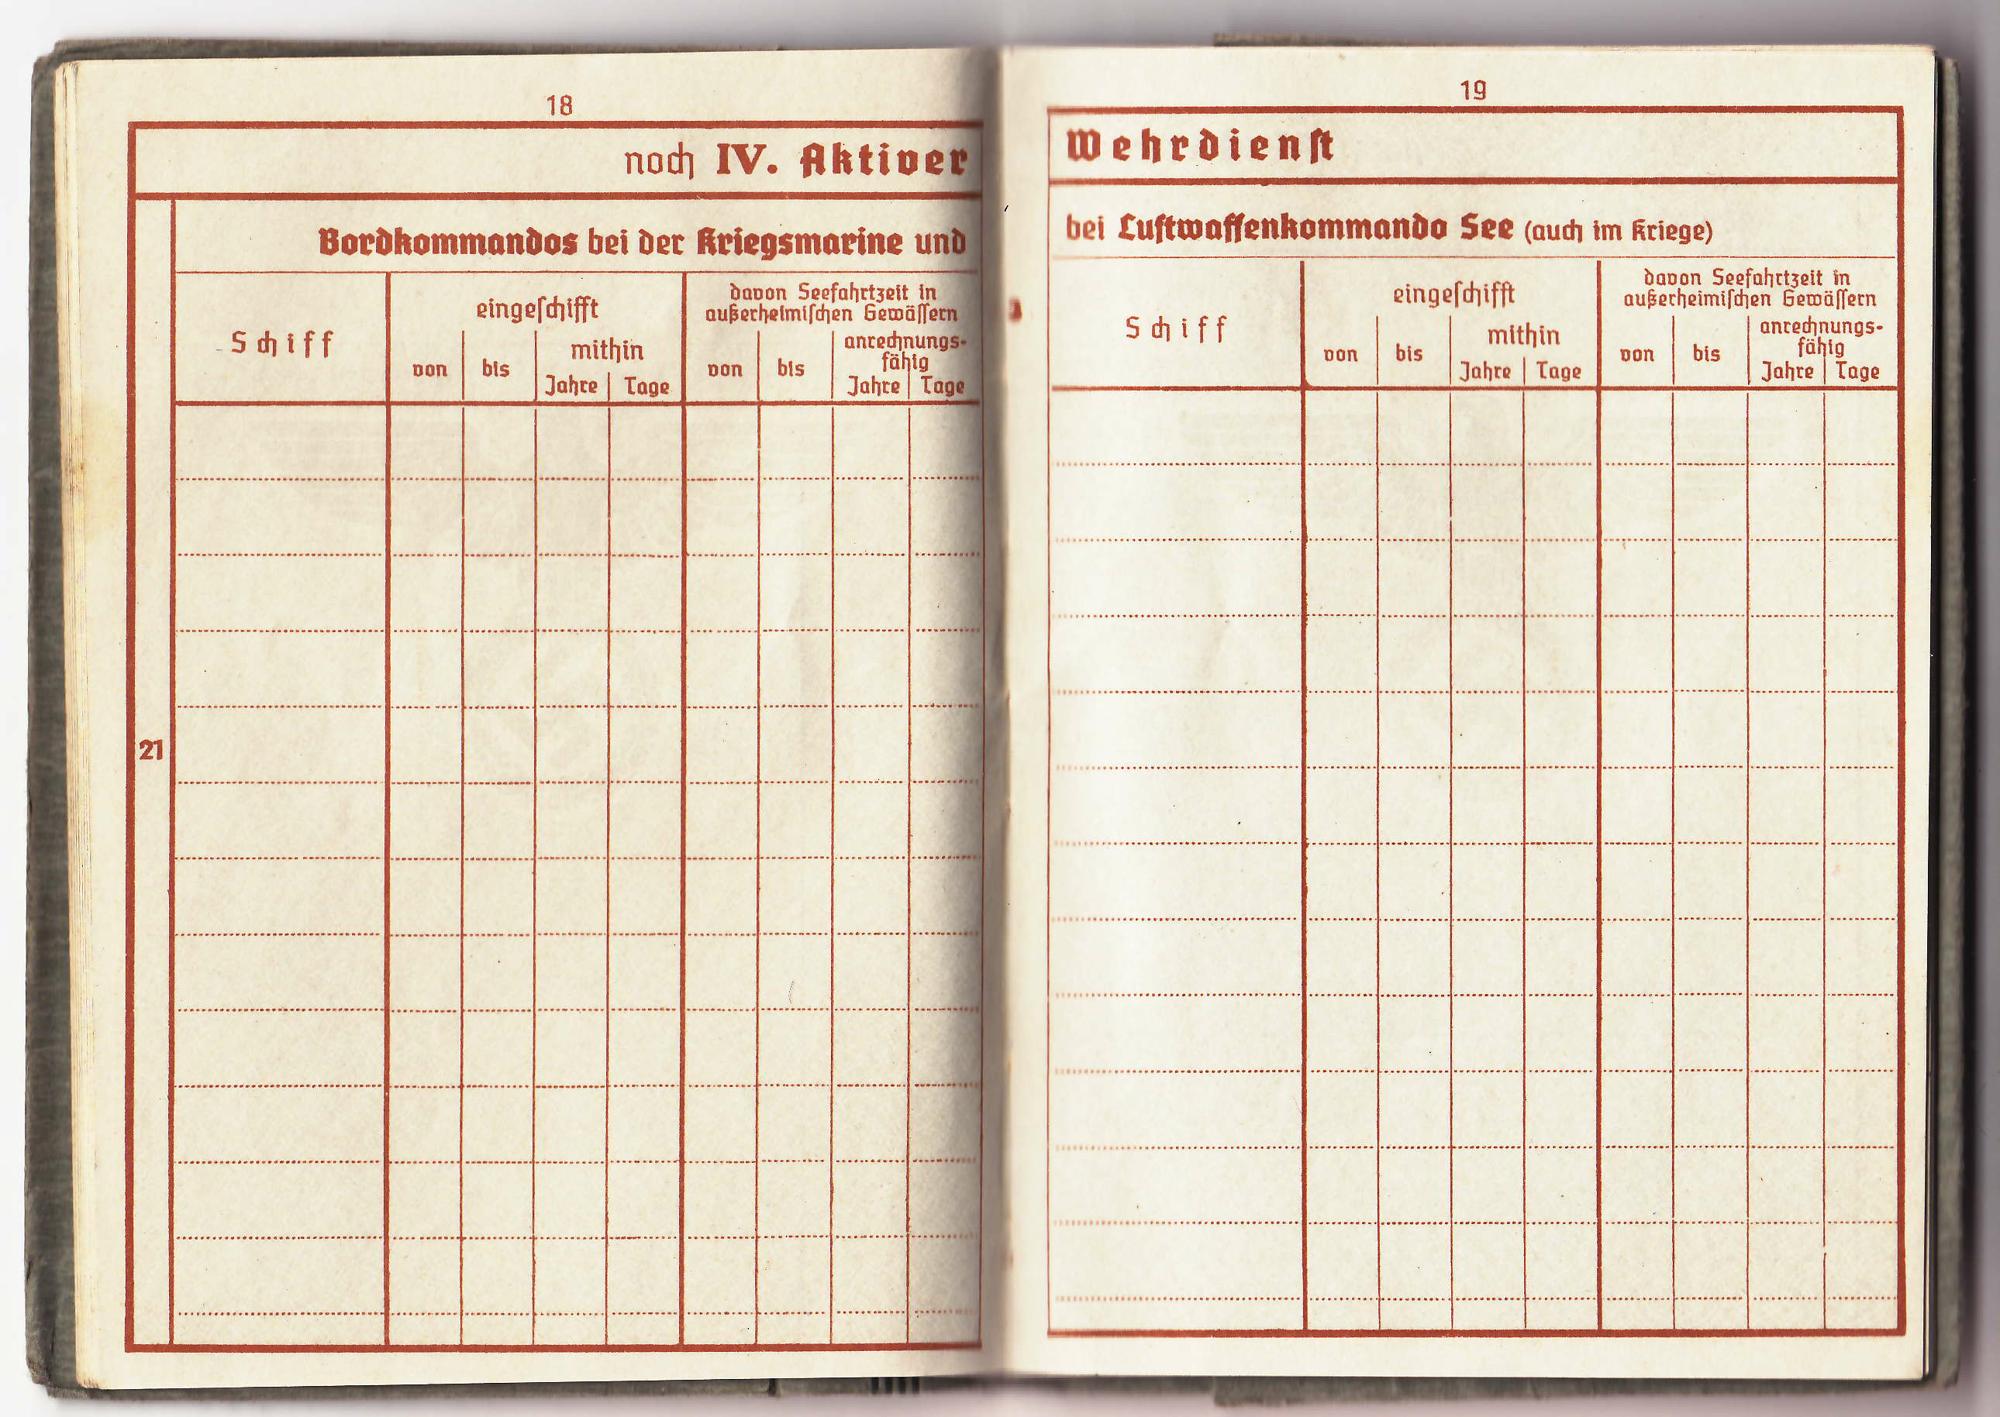 18
noch IV. Aktiver
Bordkommandos bei der Kriegsmarine und
Schiff
eingeschifft
von
bis
mithin
Jahre
Tage
davon Seefahrtzeit in
außerheimischen Gewässern
von
bis
anrechnungs-
fähig
Jahre
Tage
21
19
Wehrdienst
bei Luftwaffenkommando See (auch im Kriege)
Schiff
eingeschifft
von
bis
mithin
Jahre
Tage
davon Seefahrtzeit in
außerheimischen Gewässern
von
bis
anrechnungs-
fähig
Jahre
Tage